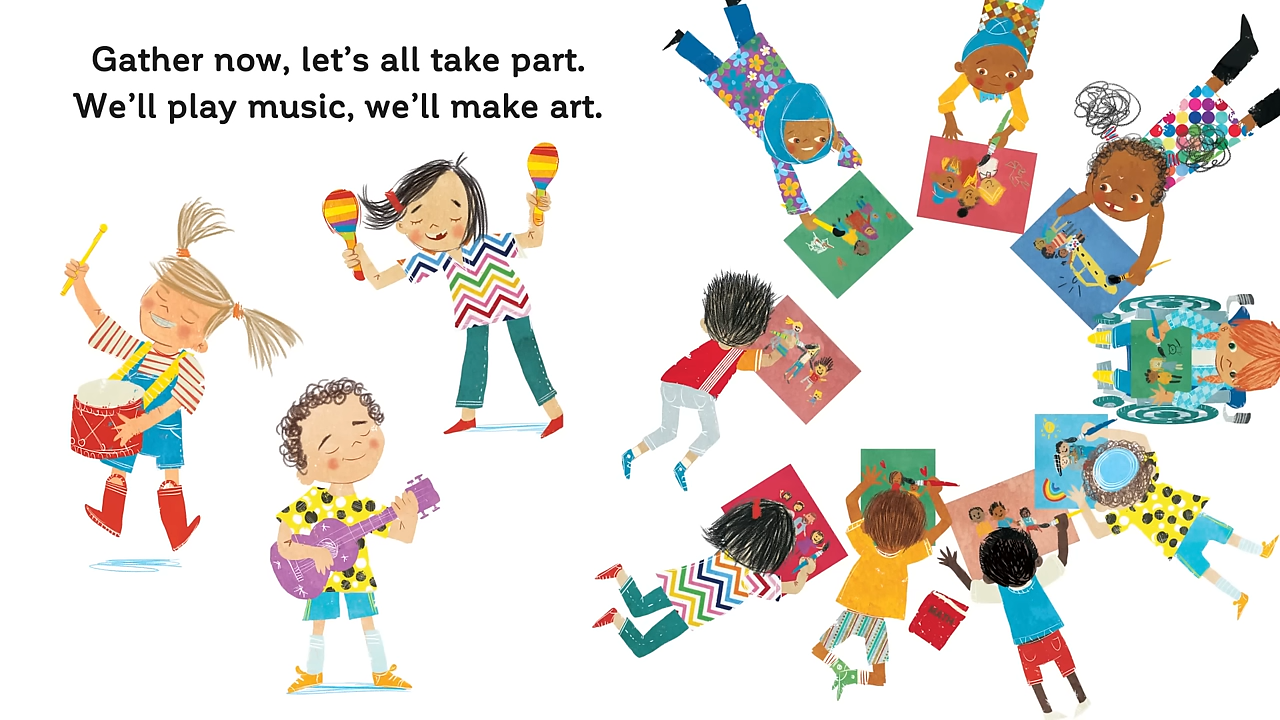 Gather now, let’s all take part.
We’ll play music, we’ll make art.